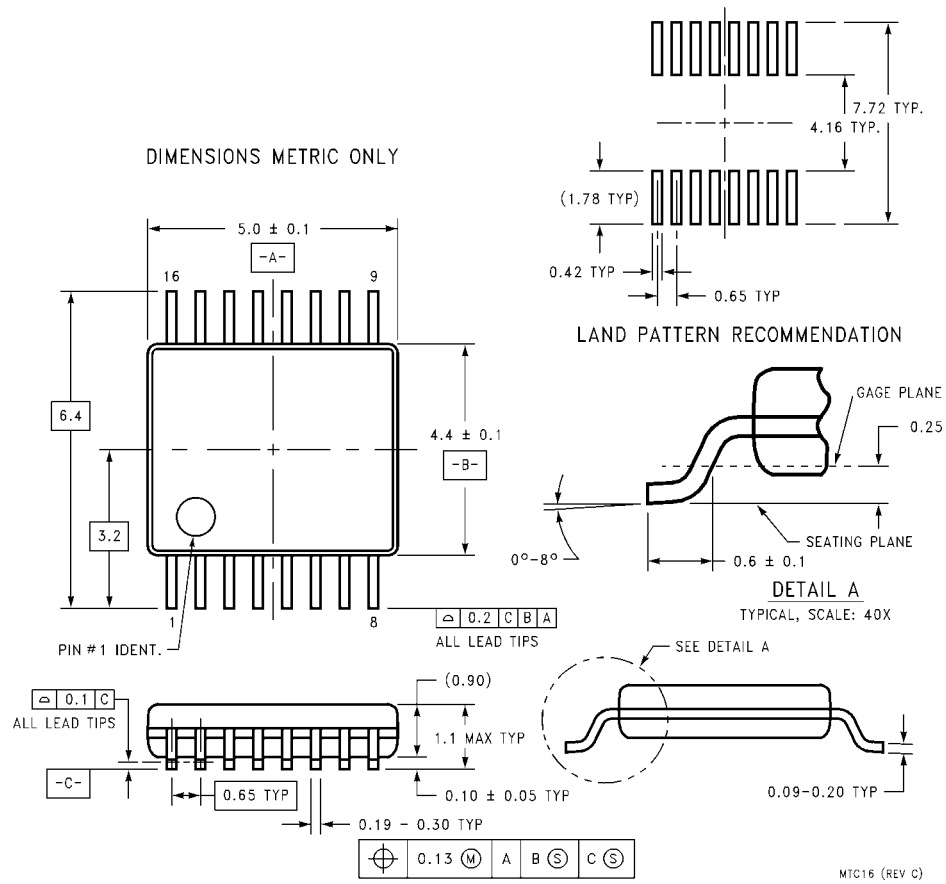 7.72 TYP.
4.16 TYP.
DIMENSIONS METRIC ONLY
(1.78 TYP)
5.0 ± 0.1
-A-
16
9
0.42 TYP
0.65 TYP
LAND PATTERN RECOMMENDATION
GAGE PLANE
0.25
6.4
4.4 ± 0.1
-B-
3.2
SEATING PLANE
0°-8°
0.6 ± 0.1
DETAIL A
TYPICAL, SCALE: 40X
1
8
⌓ 0.2 C B A
ALL LEAD TIPS
PIN #1 IDENT.
SEE DETAIL A
(0.90)
⌓ 0.1 C
ALL LEAD TIPS
1.1 MAX TYP
-C-
0.65 TYP
0.10 ± 0.05 TYP
0.09-0.20 TYP
0.19 - 0.30 TYP
⌖ 0.13 Ⓜ A B Ⓢ C Ⓢ
MTC16 (REV C)